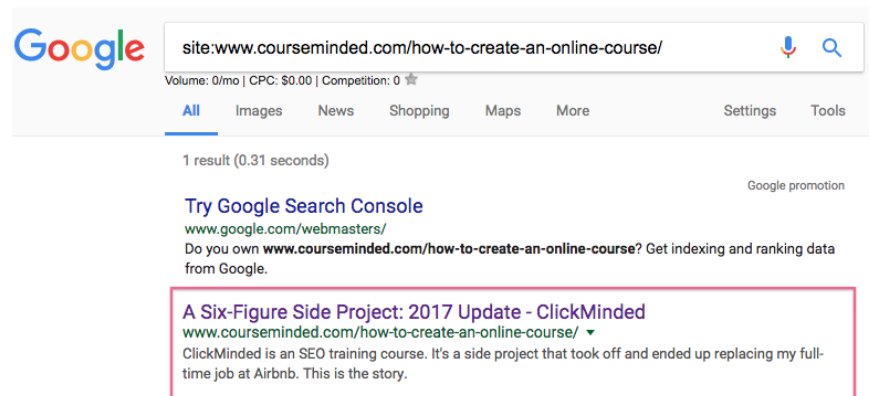 Google
site:www.courseminded.com/how-to-create-an-online-course/
Volume: 0/mo | CPC: $0.00 | Competition: 0
All Images News Shopping Maps More Settings Tools
1 result (0.31 seconds)
Google promotion
Try Google Search Console
www.google.com/webmasters/
Do you own www.courseminded.com/how-to-create-an-online-course? Get indexing and ranking data
from Google.
A Six-Figure Side Project: 2017 Update - ClickMinded
www.courseminded.com/how-to-create-an-online-course/
ClickMinded is an SEO training course. It's a side project that took off and ended up replacing my full-
time job at Airbnb. This is the story.